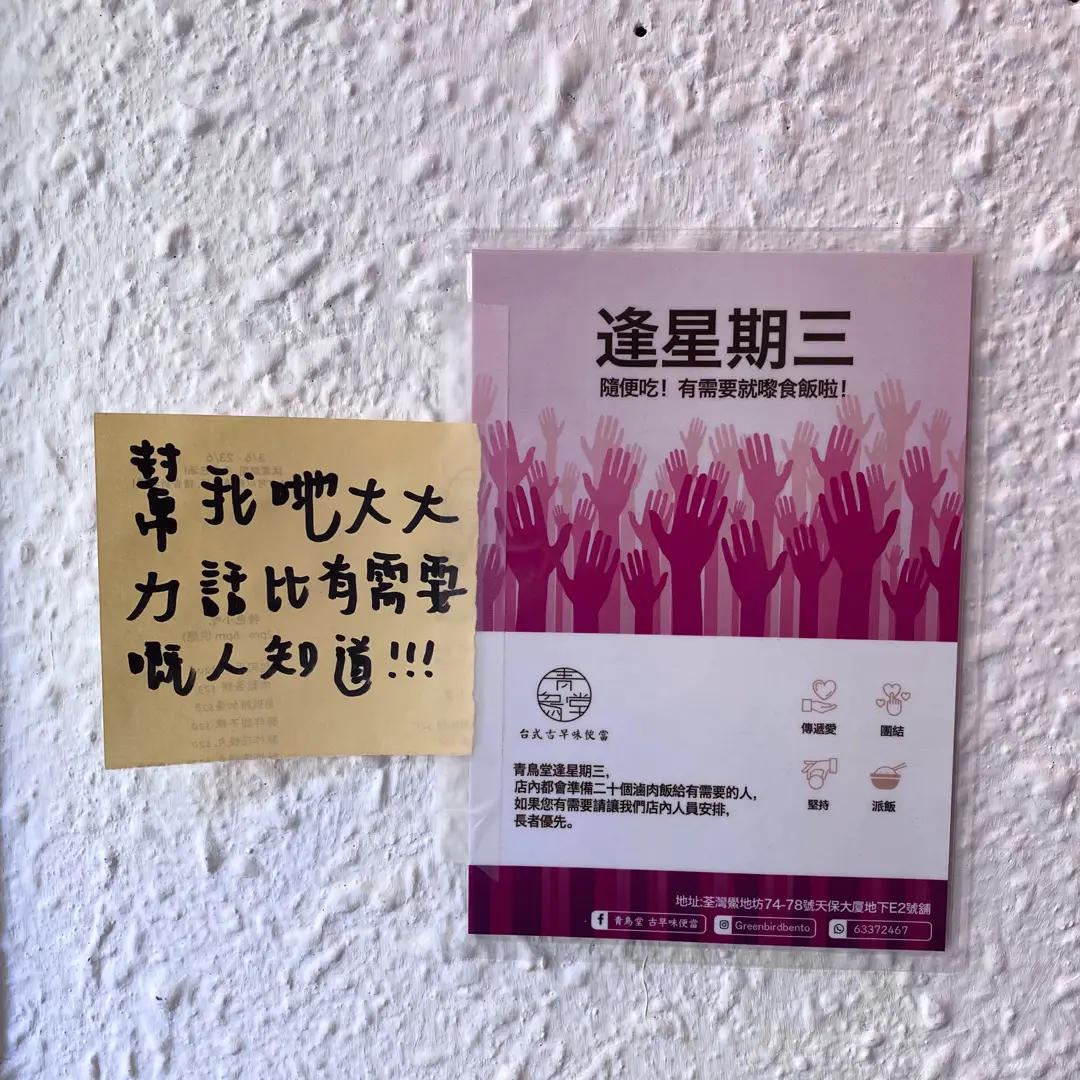 幫我哋大大
力話比有需要
嘅人知道!!!
逢星期三
隨便吃！有需要就嚟食飯啦！
青鳥堂
台式古早味便當
傳遞愛
團結
堅持
派飯
青鳥堂逢星期三，
店內都會準備二十個滷肉飯給有需要的人，
如果您有需要請讓我們店內人員安排，
長者優先。
地址:荃灣鱟地坊74-78號天保大廈地下E2號舖
青鳥堂 古早味便當
Greenbirdbento
63372467